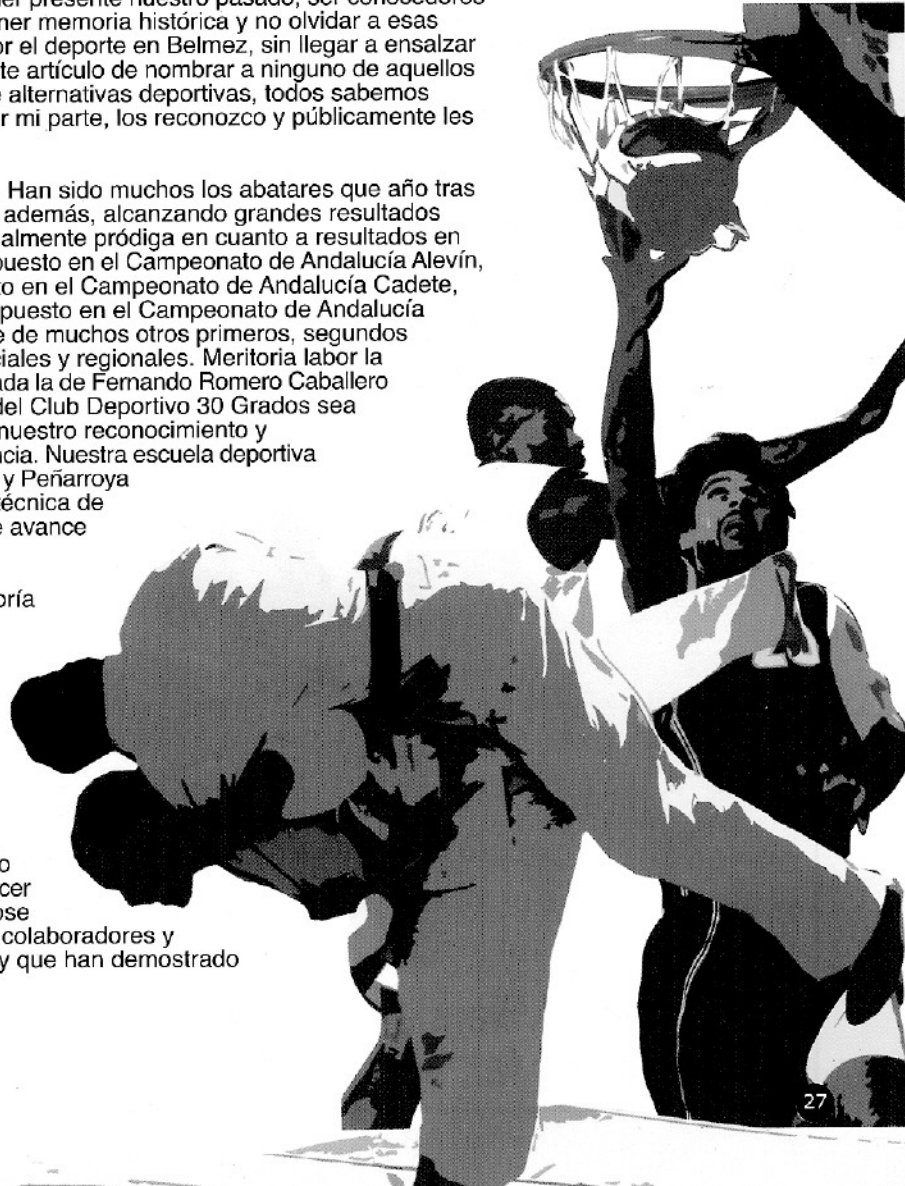 er presente nuestro pasado, ser conocedores
ner memoria histórica y no olvidar a esas
or el deporte en Belmez, sin llegar a ensalzar
te artículo de nombrar a ninguno de aquellos
e alternativas deportivas, todos sabemos
r mi parte, los reconozco y públicamente les
Han sido muchos los abatares que año tras
además, alcanzando grandes resultados
almente pródiga en cuanto a resultados en
puesto en el Campeonato de Andalucía Alevín,
to en el Campeonato de Andalucía Cadete,
puesto en el Campeonato de Andalucía
e de muchos otros primeros, segundos
ciales y regionales. Meritoria labor la
ada la de Fernando Romero Caballero
del Club Deportivo 30 Grados sea
nuestro reconocimiento y
ncia. Nuestra escuela deportiva
y Peñarroya
técnica de
e avance
oría
o
cer
ose
colaboradores y
y que han demostrado
27